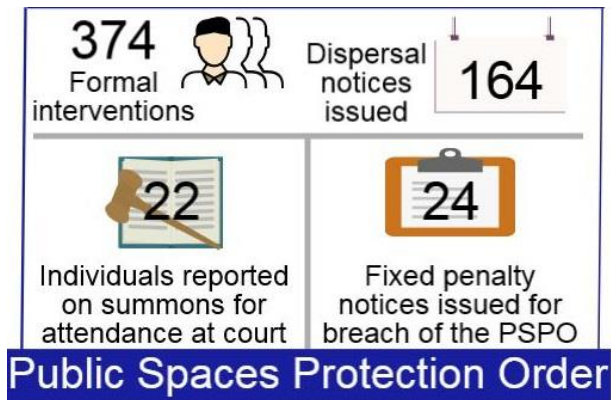 374
Formal
interventions
Dispersal
notices
issued
164
22
Individuals reported
on summons for
attendance at court
24
Fixed penalty
notices issued for
breach of the PSPO
Public Spaces Protection Order